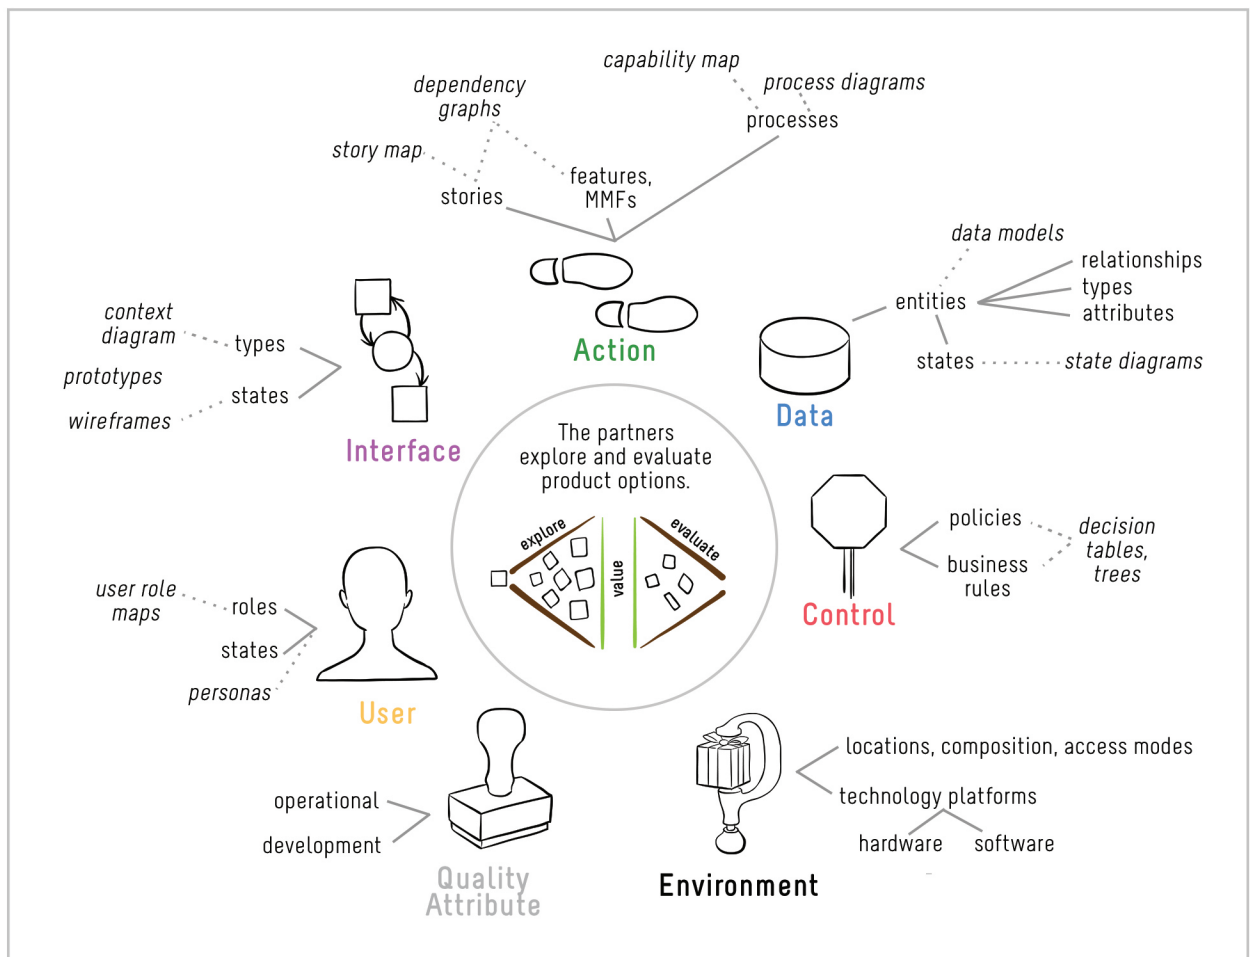 capability map
process diagrams
processes
dependency
graphs
story map
stories
features,
MMFs
Action
data models
entities
relationships
types
attributes
states
state diagrams
Data
context
diagram
types
prototypes
states
wireframes
Interface
The partners
explore and evaluate
product options.
explore
value
evaluate
policies
business
rules
decision
tables,
trees
Control
user role
maps
roles
states
personas
User
operational
development
Quality
Attribute
locations, composition, access modes
technology platforms
hardware
software
Environment